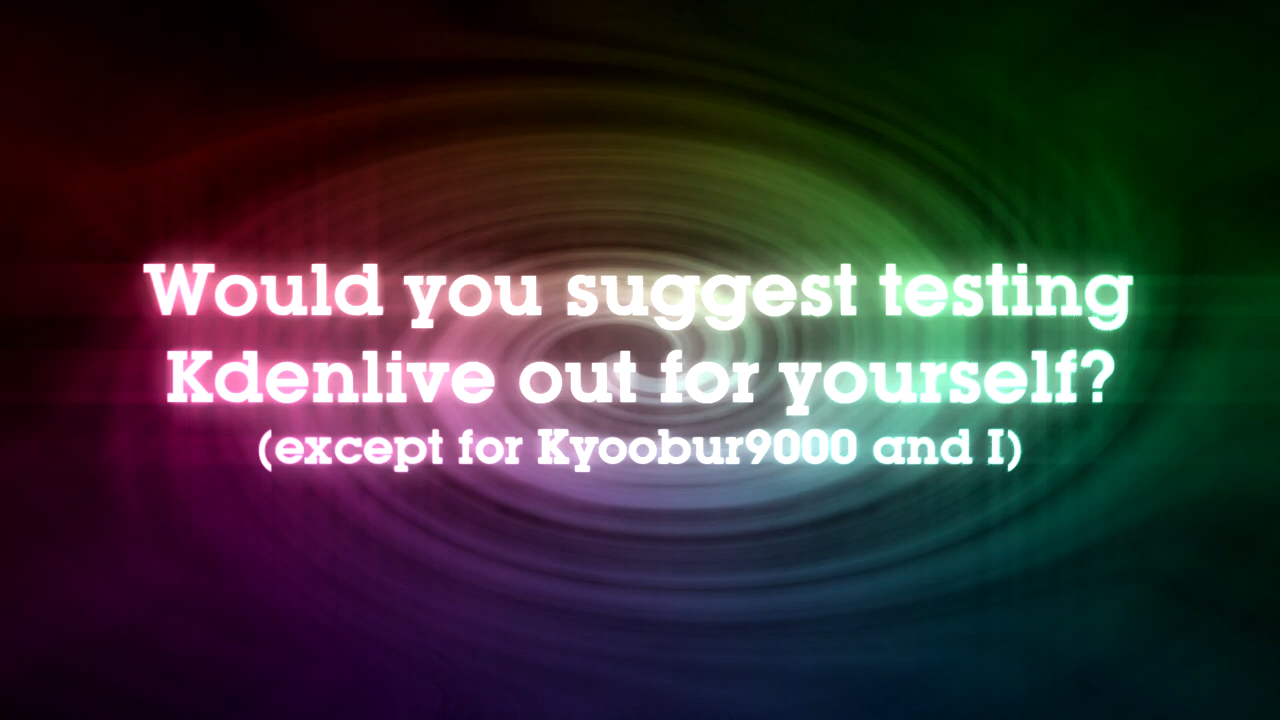 Would you suggest testing
Kdenlive out for yourself?
(except for Kyoobur9000 and I)